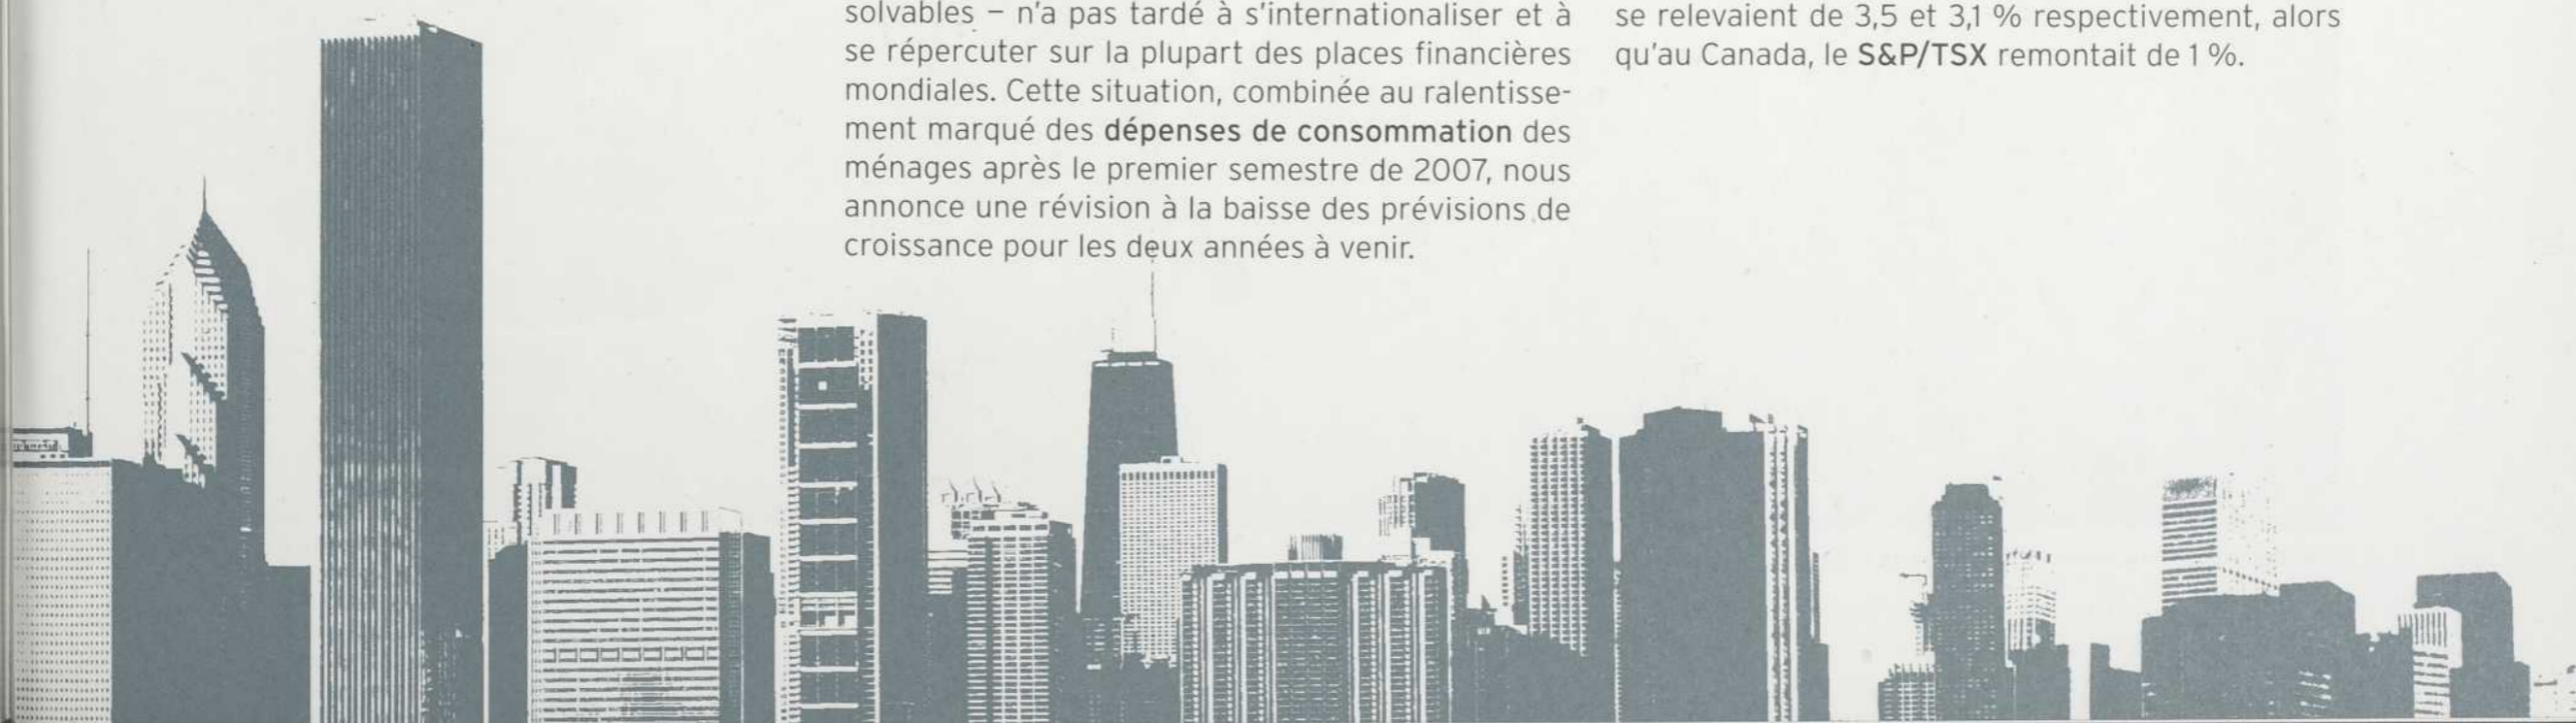 solvables – n'a pas tardé à s'internationaliser et à
se répercuter sur la plupart des places financières
mondiales. Cette situation, combinée au ralentisse-
ment marqué des dépenses de consommation des
ménages après le premier semestre de 2007, nous
annonce une révision à la baisse des prévisions de
croissance pour les deux années à venir.
se relevaient de 3,5 et 3,1 % respectivement, alors
qu'au Canada, le S&P/TSX remontait de 1 %.